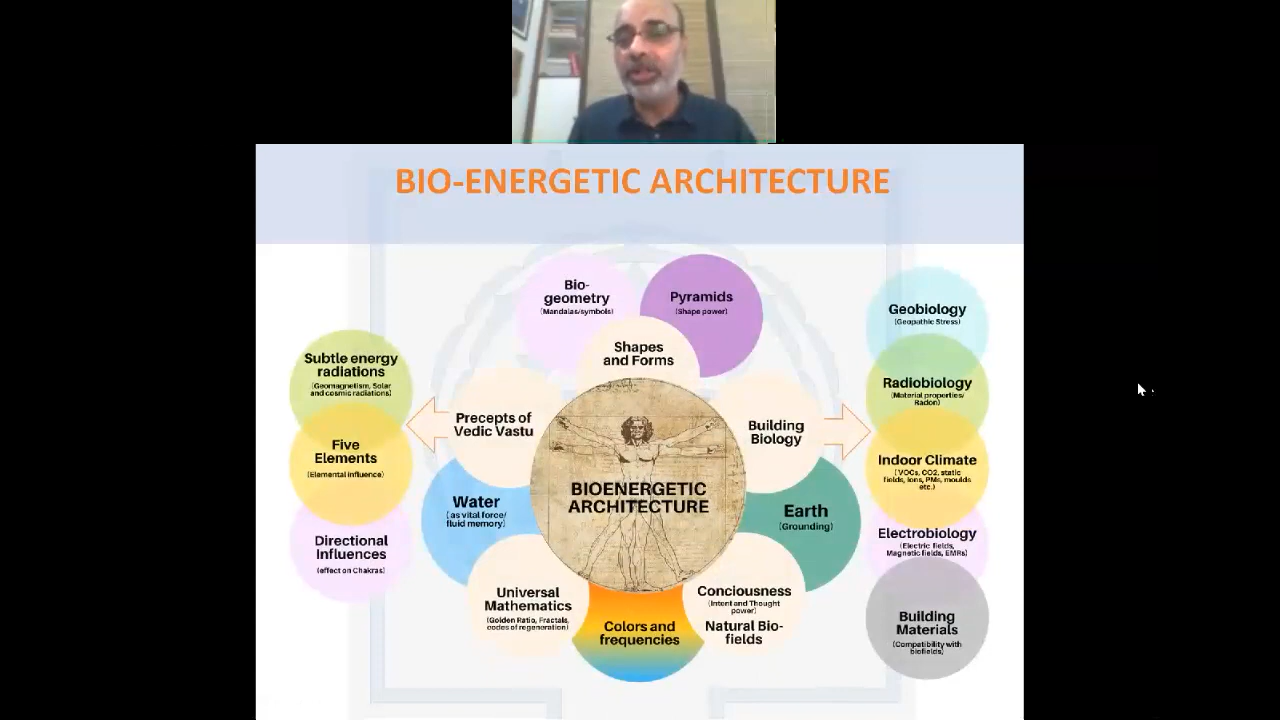 BIO-ENERGETIC ARCHITECTURE
Bio-
geometry
(Mandalas/symbols)
Pyramids
(Shape power)
Shapes
and Forms
Subtle energy
radiations
(Geomagnetism, Solar
and cosmic radiations)
Five
Elements
(Elemental influence)
Directional
Influences
(effect on Chakras)
Precepts of
Vedic Vastu
Water
( as vital force/
fluid memory)
Universal
Mathematics
(Golden Ratio, Fractals,
codes of regeneration)
BIOENERGETIC
ARCHITECTURE
Colors and
frequencies
Building
Biology
Earth
(Grounding)
Conciousness
(Intent and Thought
power)
Natural Bio-
fields
Geobiology
(Geopathic Stress)
Radiobiology
(Material properties/
Radon)
Indoor Climate
( VOCs, CO2, static
fields, Ions, PMs, moulds
etc.)
Electrobiology
(Electric fields,
Magnetic fields, EMRs)
Building
Materials
(Compatibility with
biofields)